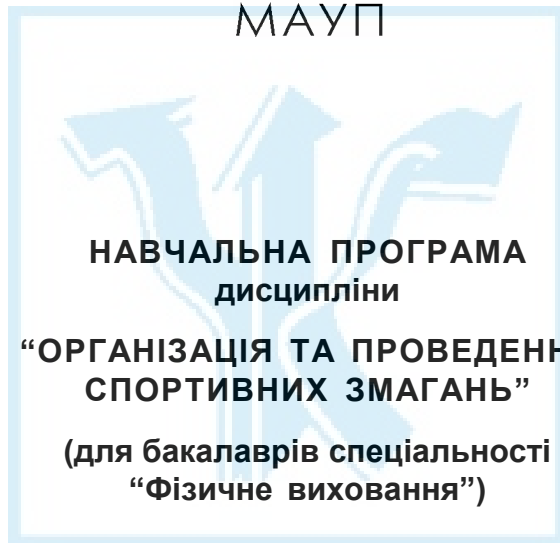 МАУП
НАВЧАЛЬНА ПРОГРАМА
дисципліни
“ОРГАНІЗАЦІЯ ТА ПРОВЕДЕНН
СПОРТИВНИХ ЗМАГАНЬ”
(для бакалаврів спеціальності
“Фізичне виховання”)